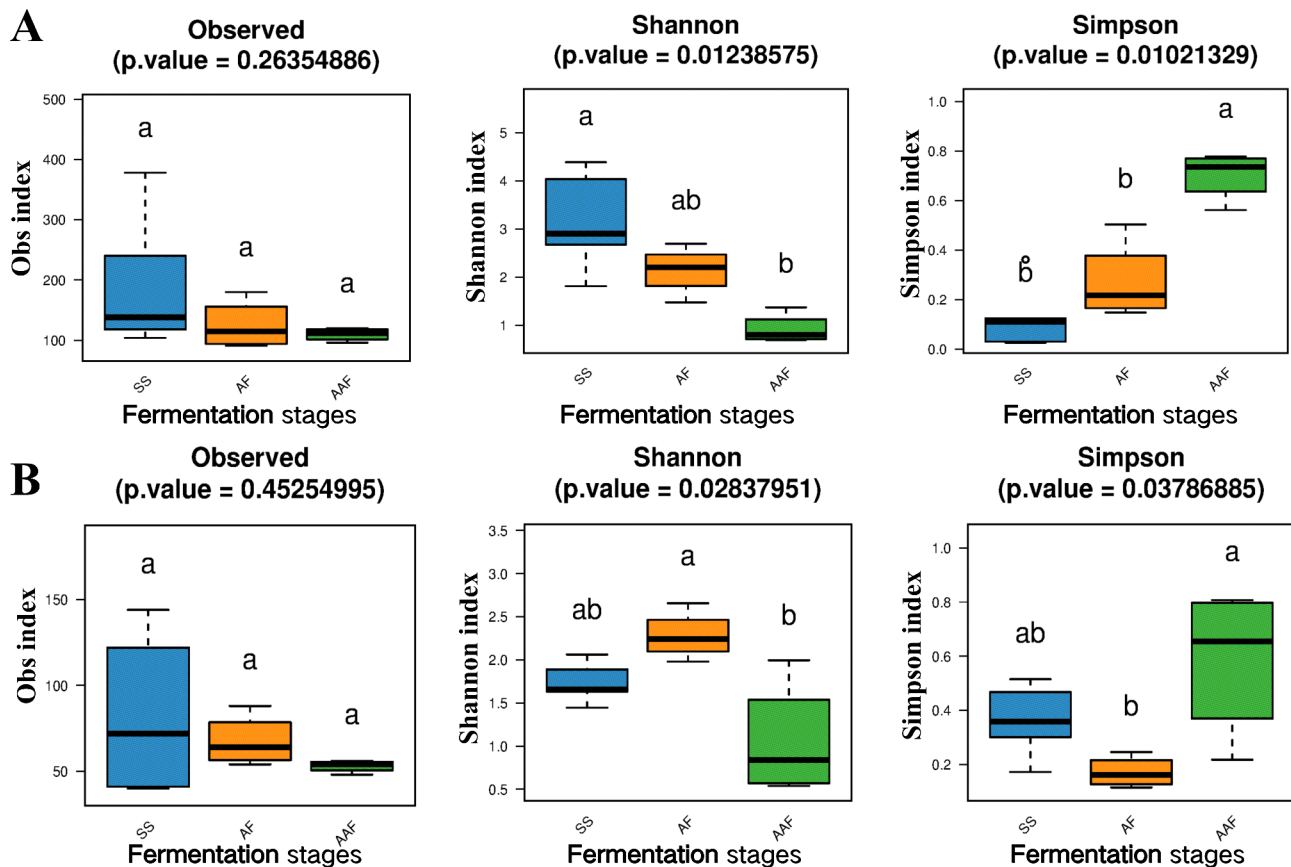 A
Observed
(p.value = 0.26354886)
Obs index
500
400
300
200
100
a
a
a
SS
AF
AAF
Fermentation stages
Shannon
(p.value = 0.01238575)
Shannon index
5
4
3
2
1
a
ab
b
SS
AF
AAF
Fermentation stages
Simpson
(p.value = 0.01021329)
Simpson index
1.0
0.8
0.6
0.4
0.2
0.0
b
b
a
SS
AF
AAF
Fermentation stages
B
Observed
(p.value = 0.45254995)
Obs index
150
100
50
a
a
a
SS
AF
AAF
Fermentation stages
Shannon
(p.value = 0.02837951)
Shannon index
3.5
3.0
2.5
2.0
1.5
1.0
0.5
ab
a
b
SS
AF
AAF
Fermentation stages
Simpson
(p.value = 0.03786885)
Simpson index
1.0
0.8
0.6
0.4
0.2
ab
b
a
SS
AF
AAF
Fermentation stages